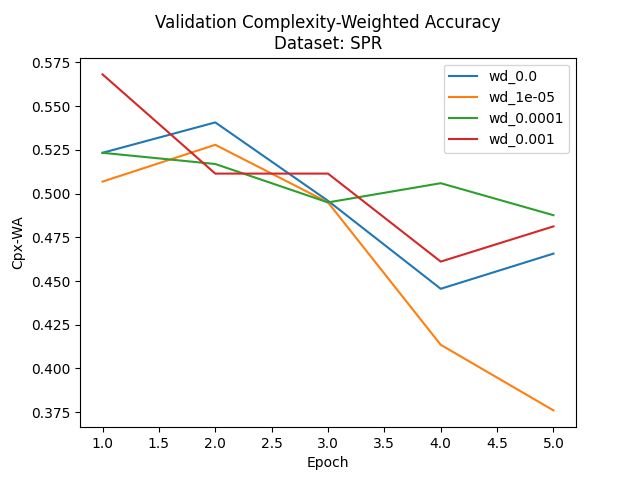 Validation Complexity-Weighted Accuracy
Dataset: SPR
wd_0.0
wd_1e-05
wd_0.0001
wd_0.001
Cpx-WA
0.575
0.550
0.525
0.500
0.475
0.450
0.425
0.400
0.375
1.0 1.5 2.0 2.5 3.0 3.5 4.0 4.5 5.0
Epoch